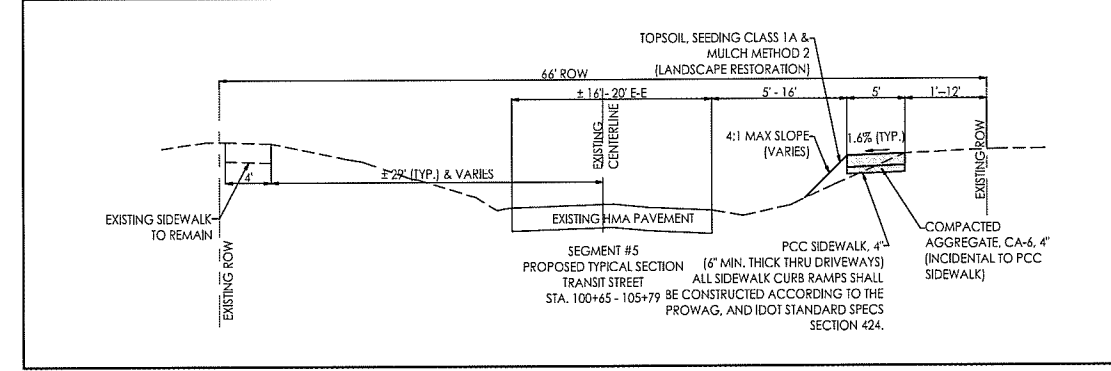 TOPSOIL, SEEDING CLASS 1A &
MULCH METHOD 2
(LANDSCAPE RESTORATION)
66' ROW
± 16'- 20' E-E
5' - 16'
5'
1'-12'
EXISTING
CENTERLINE
4:1 MAX SLOPE
(VARIES)
1.6% (TYP.)
EXISTING ROW
4'
± 29' (TYP.) & VARIES
EXISTING SIDEWALK
TO REMAIN
EXISTING ROW
EXISTING HMA PAVEMENT
SEGMENT #5
PROPOSED TYPICAL SECTION
TRANSIT STREET
STA. 100+65 - 105+79
PCC SIDEWALK, 4"
(6" MIN. THICK THRU DRIVEWAYS)
ALL SIDEWALK CURB RAMPS SHALL
BE CONSTRUCTED ACCORDING TO THE
PROWAG, AND IDOT STANDARD SPECS
SECTION 424.
COMPACTED
AGGREGATE, CA-6, 4"
(INCIDENTAL TO PCC
SIDEWALK)